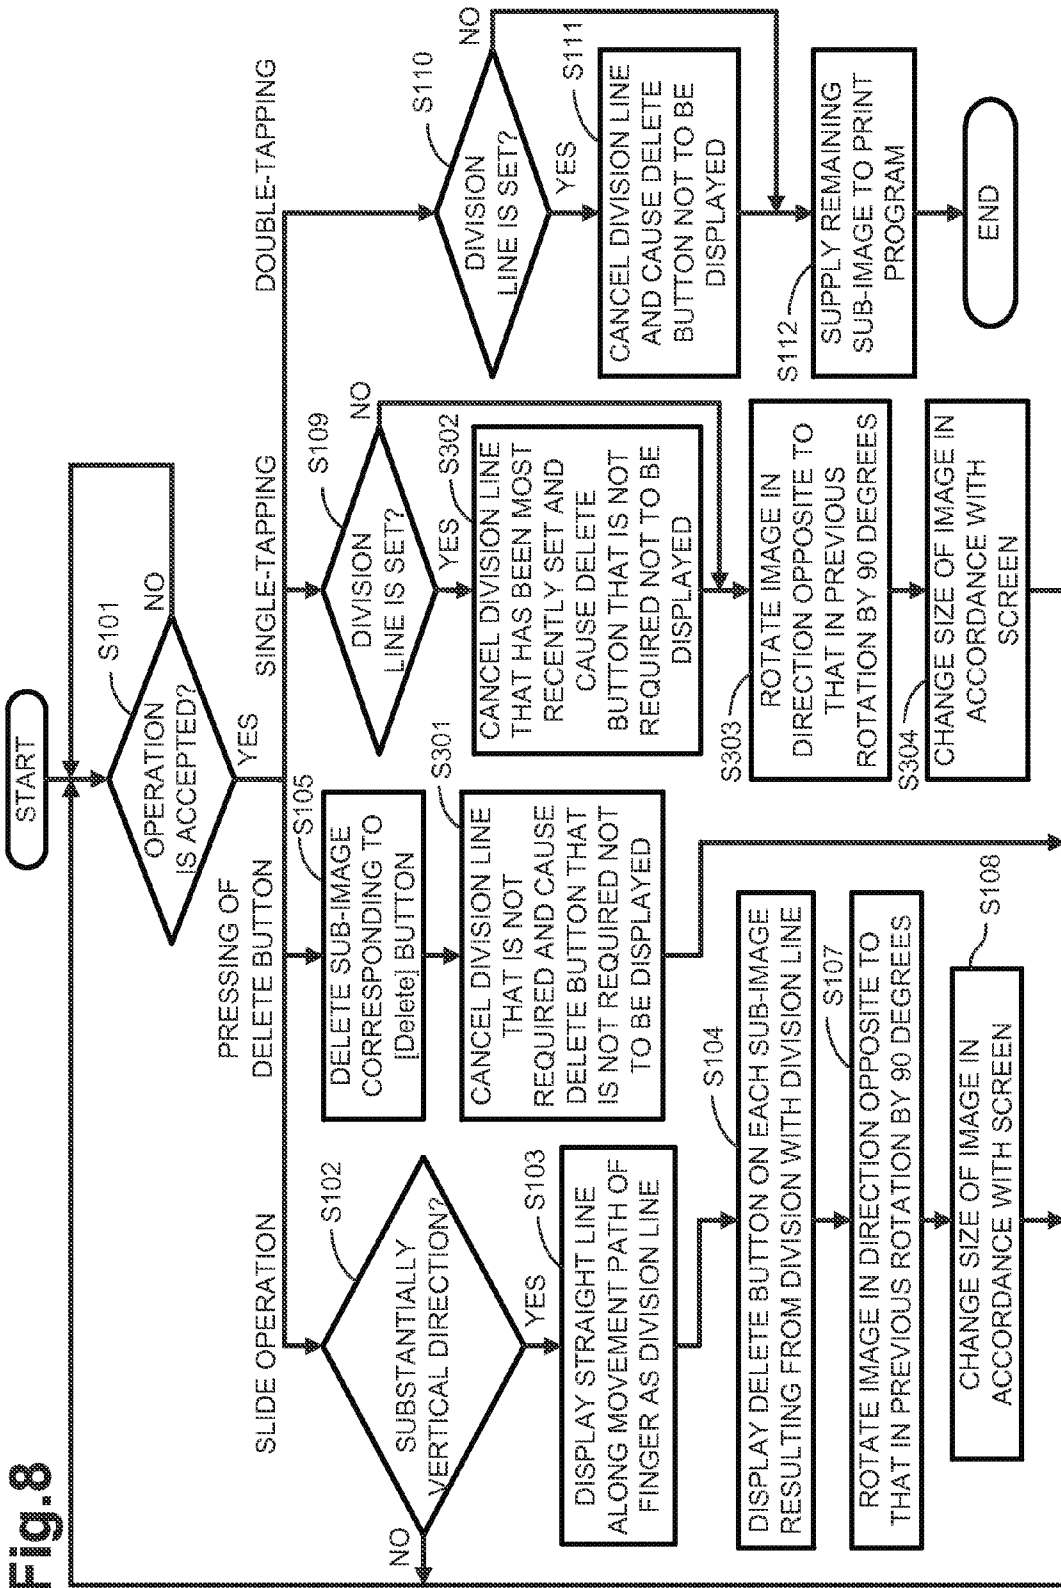 Fig.8
START
OPERATION
IS ACCEPTED?
S101
NO
YES
SLIDE OPERATION
PRESSING OF
DELETE BUTTON
SINGLE-TAPPING
DOUBLE-TAPPING
SUBSTANTIALLY
VERTICAL DIRECTION?
S102
NO
YES
DISPLAY STRAIGHT LINE
ALONG MOVEMENT PATH OF
FINGER AS DIVISION LINE
S103
DISPLAY DELETE BUTTON ON EACH SUB-IMAGE
RESULTING FROM DIVISION WITH DIVISION LINE
S104
ROTATE IMAGE IN DIRECTION OPPOSITE TO
THAT IN PREVIOUS ROTATION BY 90 DEGREES
S107
CHANGE SIZE OF IMAGE IN
ACCORDANCE WITH SCREEN
S108
S105
DELETE SUB-IMAGE
CORRESPONDING TO
[Delete] BUTTON
S301
CANCEL DIVISION LINE
THAT IS NOT
REQUIRED AND CAUSE
DELETE BUTTON THAT
IS NOT REQUIRED NOT
TO BE DISPLAYED
S109
DIVISION
LINE IS SET?
NO
YES
S302
CANCEL DIVISION LINE
THAT HAS BEEN MOST
RECENTLY SET AND
CAUSE DELETE
BUTTON THAT IS NOT
REQUIRED NOT TO BE
DISPLAYED
S303
ROTATE IMAGE IN
DIRECTION OPPOSITE TO
THAT IN PREVIOUS
ROTATION BY 90 DEGREES
S304
CHANGE SIZE OF IMAGE IN
ACCORDANCE WITH
SCREEN
S110
DIVISION
LINE IS SET?
NO
YES
S111
CANCEL DIVISION LINE
AND CAUSE DELETE
BUTTON NOT TO BE
DISPLAYED
S112
SUPPLY REMAINING
SUB-IMAGE TO PRINT
PROGRAM
END